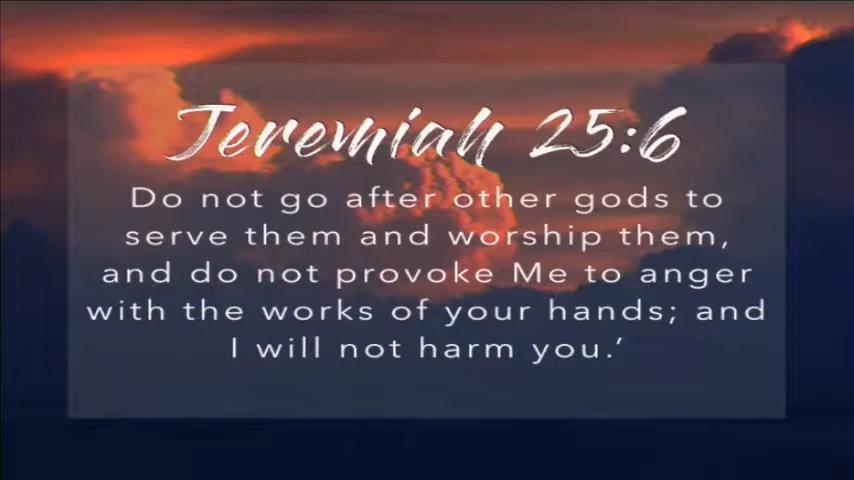 Jeremiah 25:6
Do not go after other gods to
serve them and worship them,
and do not provoke Me to anger
with the works of your hands; and
I will not harm you.’